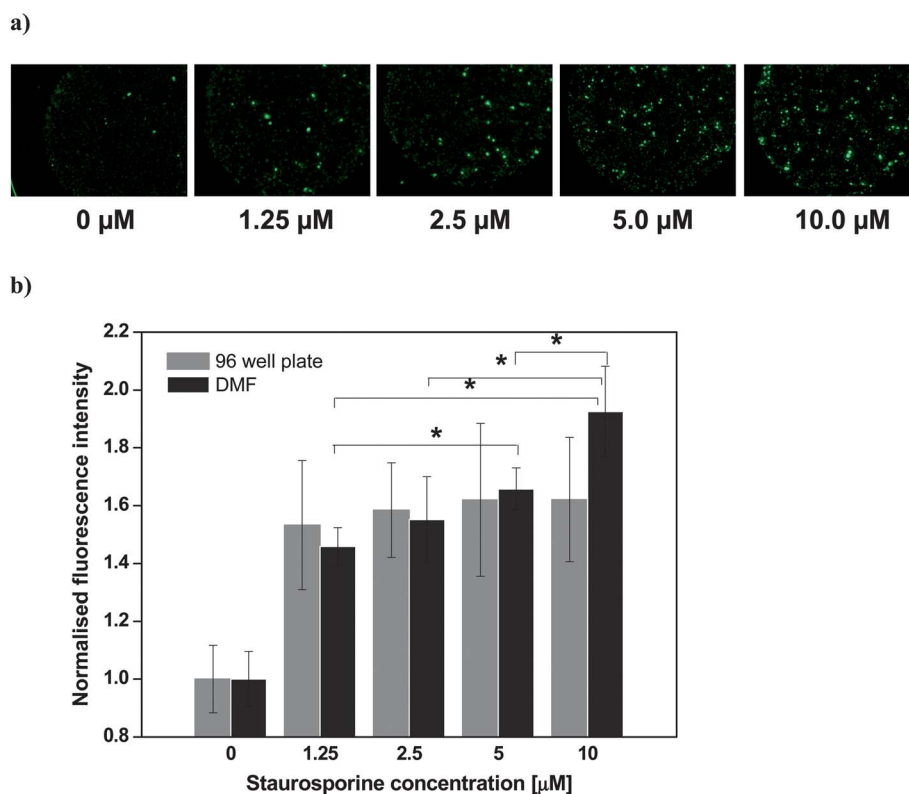 a)
0 µM 1.25 µM 2.5 µM 5.0 µM 10.0 µM
b)
Normalised fluorescence intensity
2.2
2.0
1.8
1.6
1.4
1.2
1.0
0.8
96 well plate
DMF
*
*
*
*
0 1.25 2.5 5 10
Staurosporine concentration [µM]